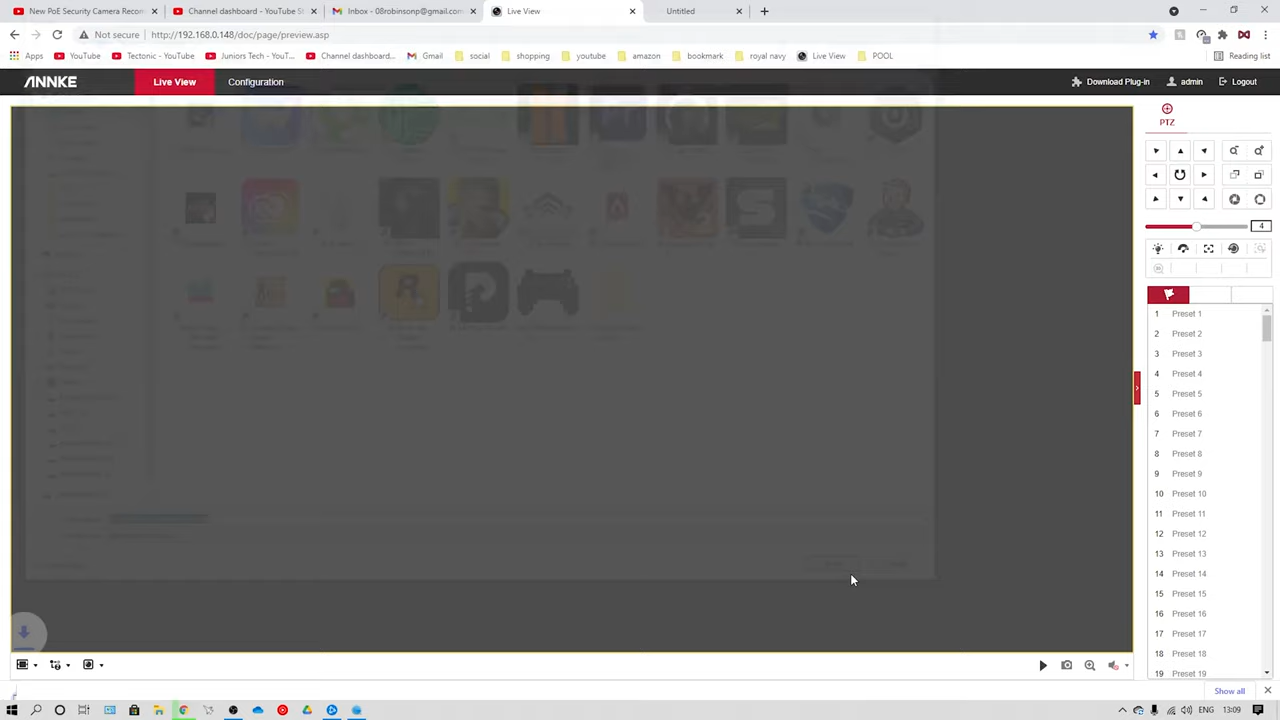 New PoE Security Camera Recor
Channel dashboard - YouTube St
Inbox - 08robinsonp@gmail.com
Live View
Untitled
Not secure
http://192.168.0.148/doc/page/preview.asp
Apps
YouTube
Tectonic - YouTube
Juniors Tech - YouT...
Channel dashboard...
Gmail
social
shopping
youtube
amazon
bookmark
royal navy
Live View
POOL
Reading list
ANNKE
Live View
Configuration
Download Plug-in
admin
Logout
PTZ
4
1 Preset 1
2 Preset 2
3 Preset 3
4 Preset 4
5 Preset 5
6 Preset 6
7 Preset 7
8 Preset 8
9 Preset 9
10 Preset 10
11 Preset 11
12 Preset 12
13 Preset 13
14 Preset 14
15 Preset 15
16 Preset 16
17 Preset 17
18 Preset 18
19 Preset 19
Show all
ENG
13:09